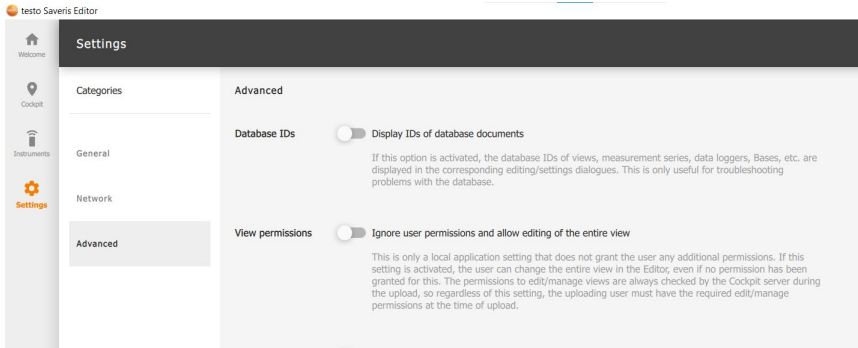 testo Saveris Editor
Welcome
Settings
Cockpit
Categories
Advanced
Database IDs
Display IDs of database documents
If this option is activated, the database IDs of views, measurement series, data loggers, Bases, etc. are
displayed in the corresponding editing/settings dialogues. This is only useful for troubleshooting
problems with the database.
Instruments
General
Settings
Network
Advanced
View permissions
Ignore user permissions and allow editing of the entire view
This is only a local application setting that does not grant the user any additional permissions. If this
setting is activated, the user can change the entire view in the Editor, even if no permission has been
granted for this. The permissions to edit/manage views are always checked by the Cockpit server during
the upload, so regardless of this setting, the uploading user must have the required edit/manage
permissions at the time of upload.